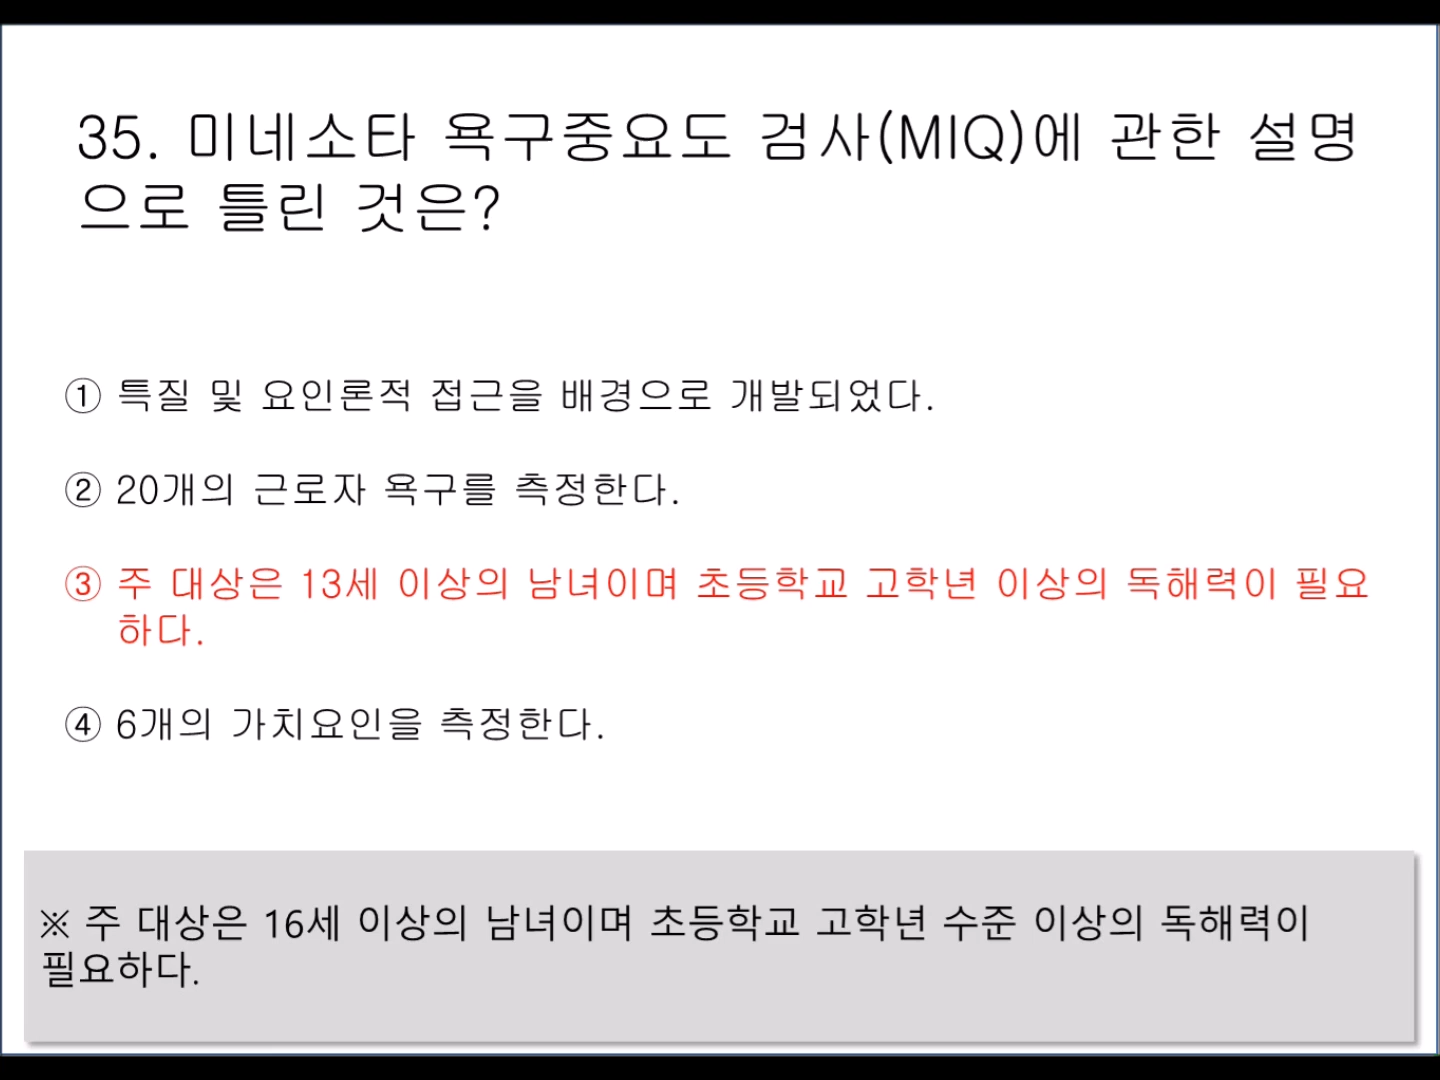 35. 미네소타 욕구중요도 검사(MIQ)에 관한 설명
으로 틀린 것은?
① 특질 및 요인론적 접근을 배경으로 개발되었다.
② 20개의 근로자 욕구를 측정한다.
③ 주 대상은 13세 이상의 남녀이며 초등학교 고학년 이상의 독해력이 필요
하다.
④ 6개의 가치요인을 측정한다.
※ 주 대상은 16세 이상의 남녀이며 초등학교 고학년 수준 이상의 독해력이
필요하다.